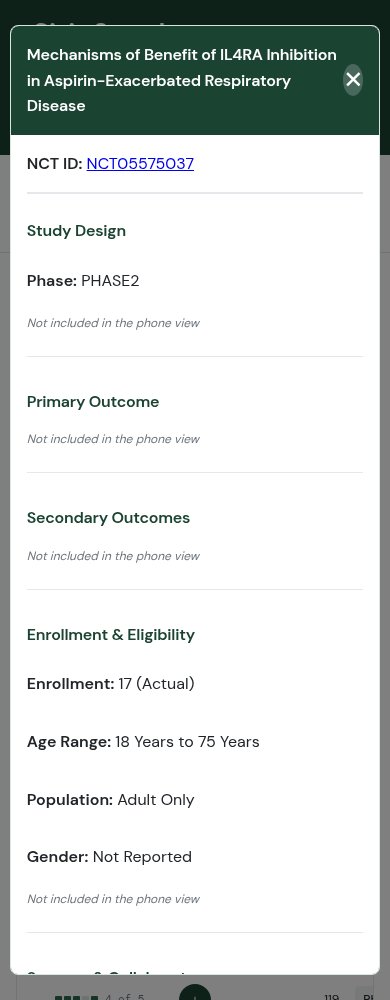 Mechanisms of Benefit of IL4RA Inhibition
in Aspirin-Exacerbated Respiratory
Disease
NCT ID: NCT05575037
Study Design
Phase: PHASE2
Not included in the phone view
Primary Outcome
Not included in the phone view
Secondary Outcomes
Not included in the phone view
Enrollment & Eligibility
Enrollment: 17 (Actual)
Age Range: 18 Years to 75 Years
Population: Adult Only
Gender: Not Reported
Not included in the phone view
4 of 5
119